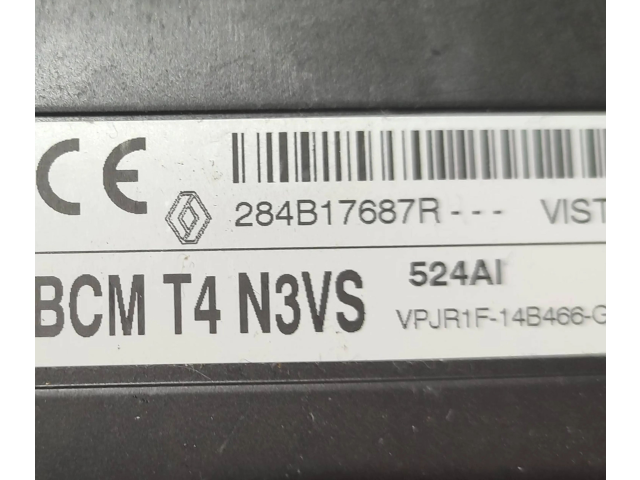 CE
284B17687R--- VIST
BCM T4 N3VS
524AI
VPJR1F-14B466-G